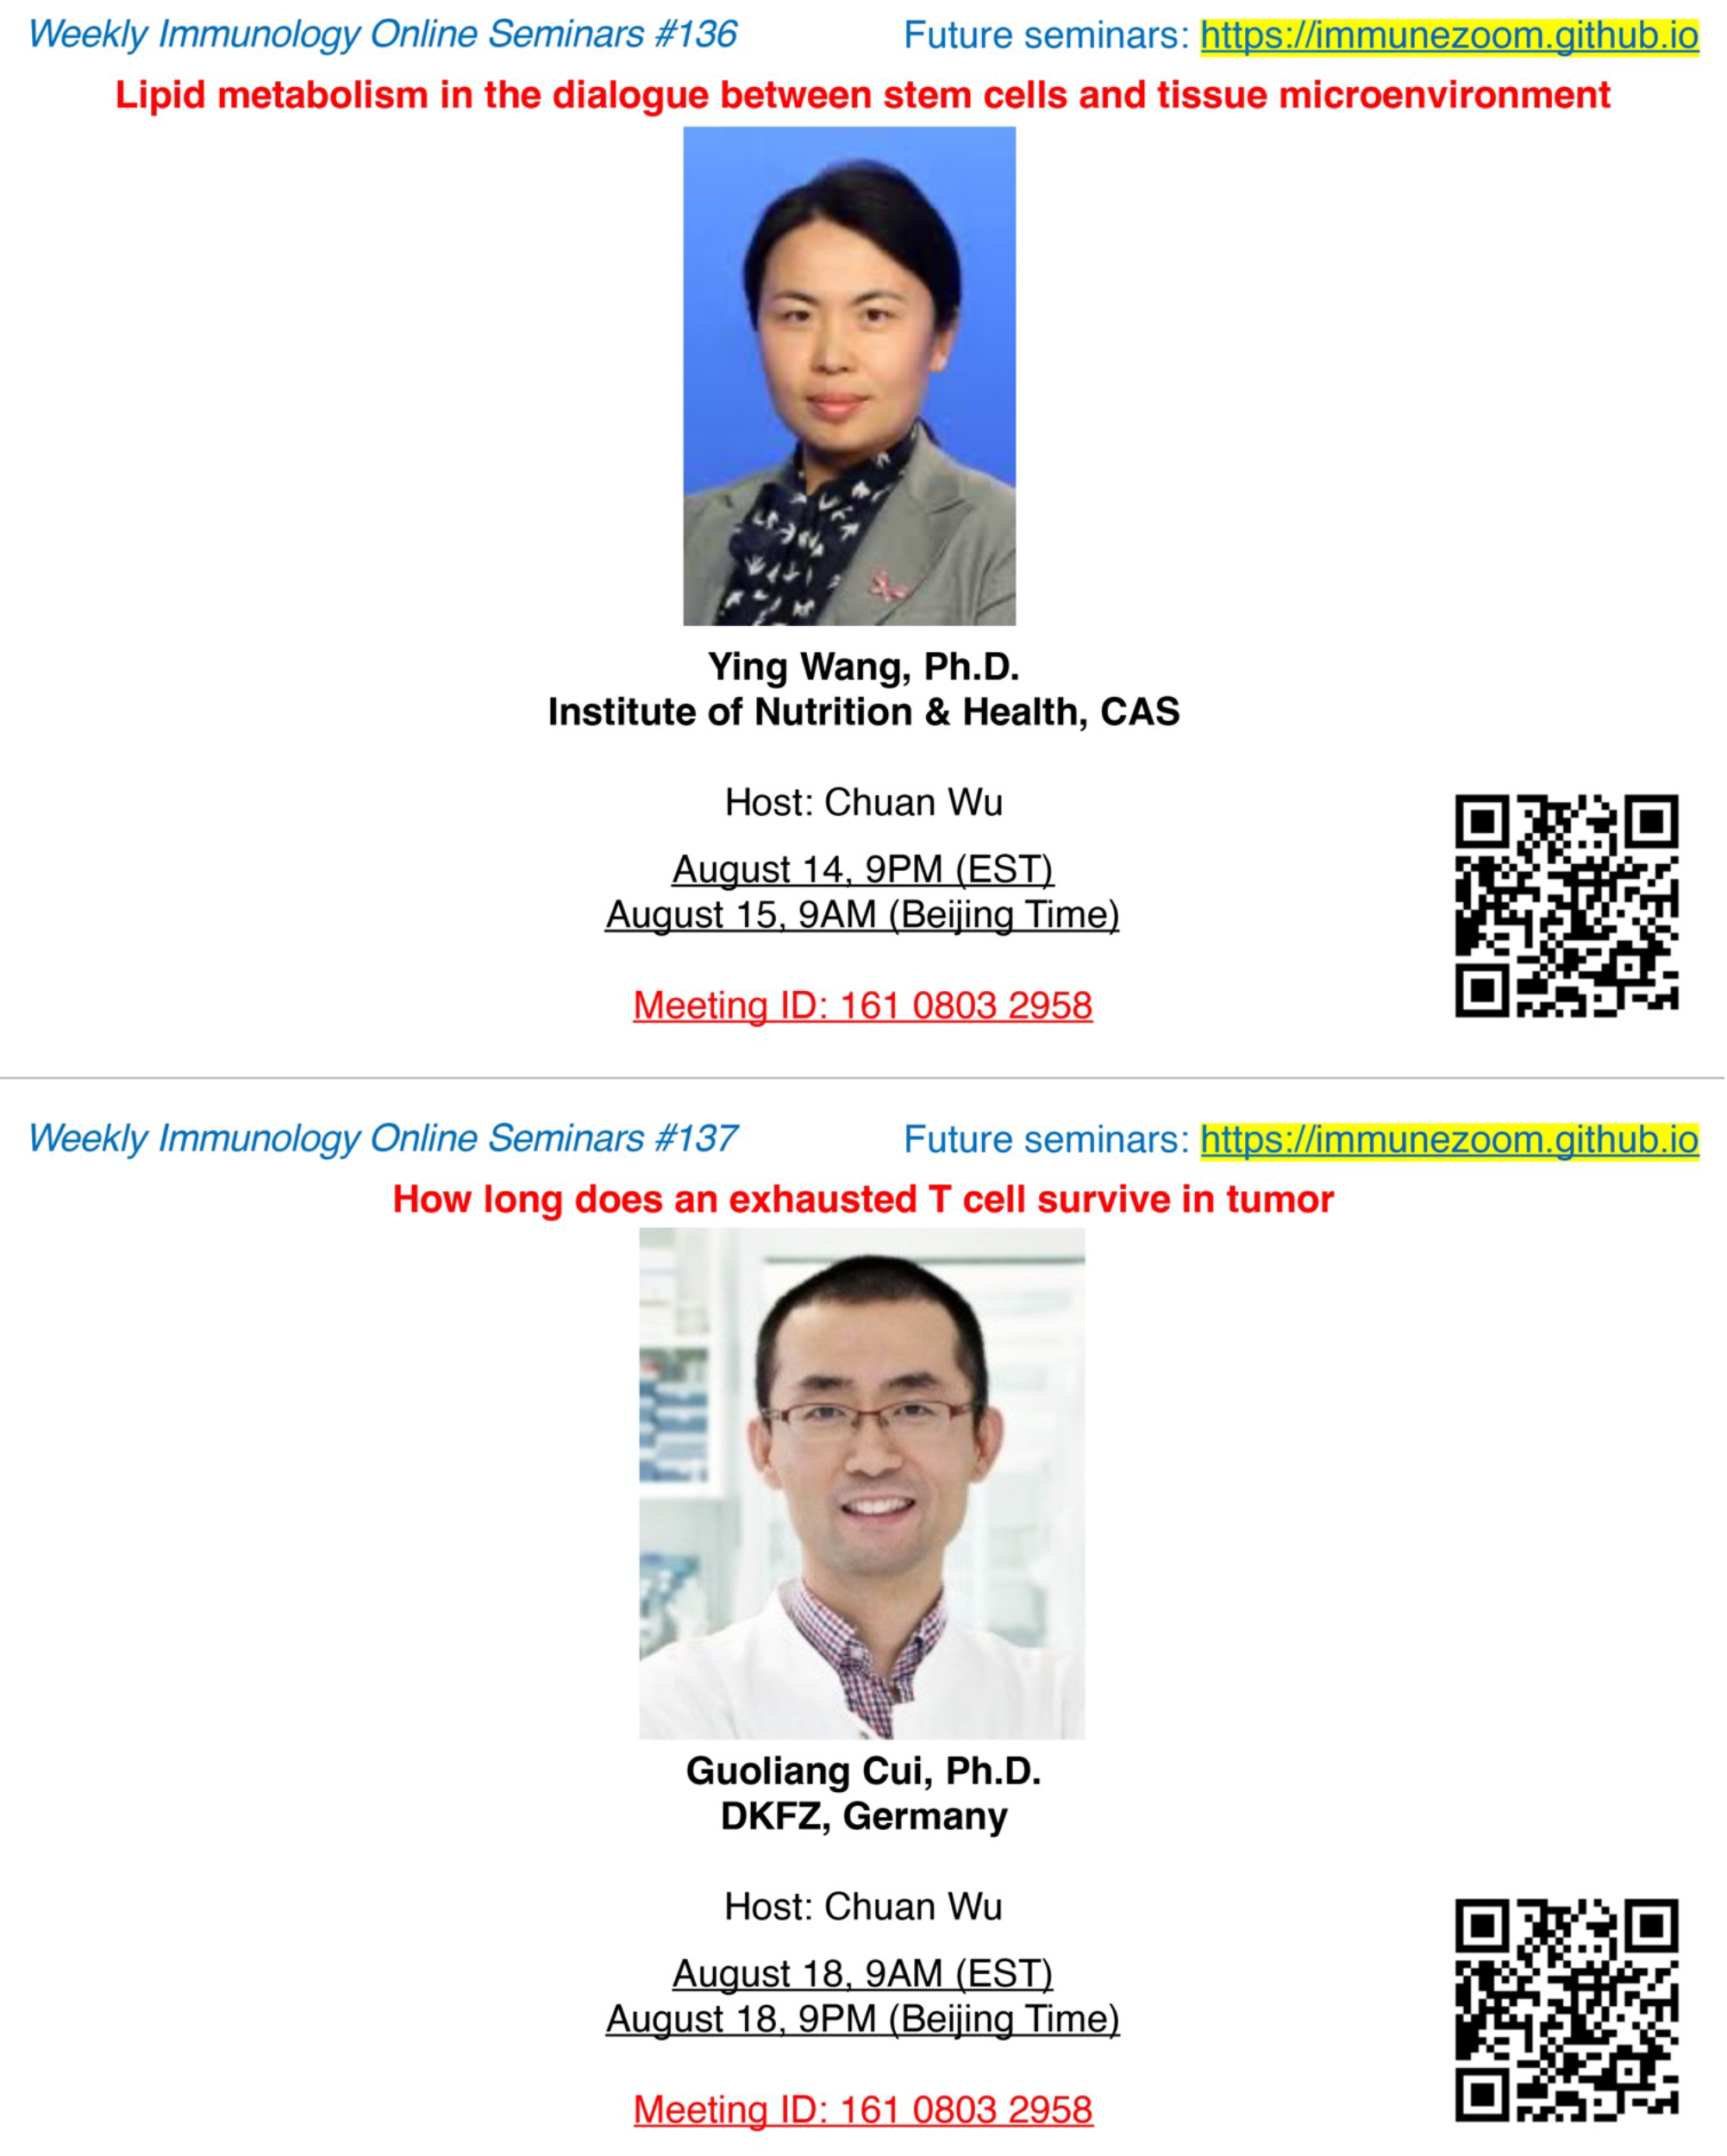 Weekly Immunology Online Seminars #136
Future seminars: https://immunezoom.github.io
Lipid metabolism in the dialogue between stem cells and tissue microenvironment
Ying Wang, Ph.D.
Institute of Nutrition & Health, CAS
Host: Chuan Wu
August 14, 9PM (EST)
August 15, 9AM (Beijing Time)
Meeting ID: 161 0803 2958
Weekly Immunology Online Seminars #137
Future seminars: https://immunezoom.github.io
How long does an exhausted T cell survive in tumor
Guoliang Cui, Ph.D.
DKFZ, Germany
Host: Chuan Wu
August 18, 9AM (EST)
August 18, 9PM (Beijing Time)
Meeting ID: 161 0803 2958